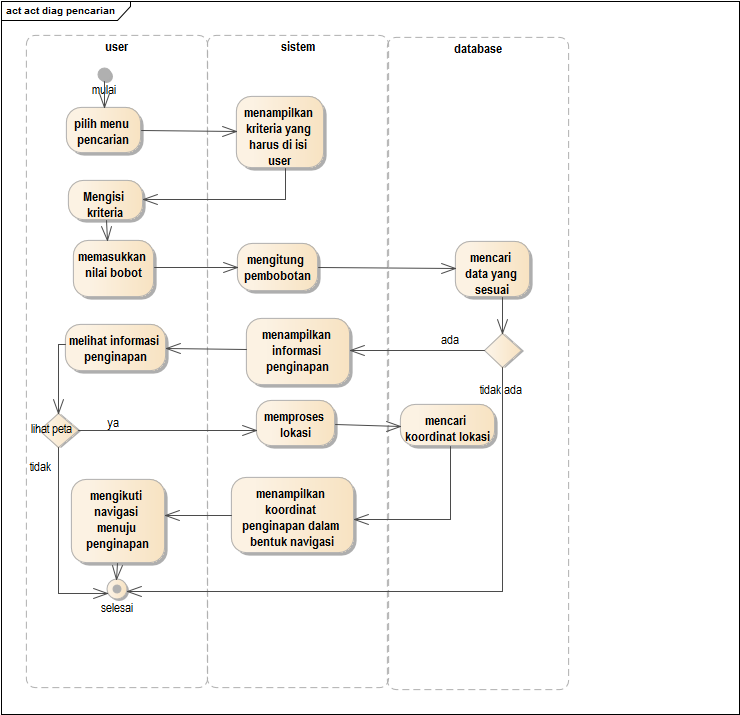 act act diag pencarian
user
sistem
database
mulai
pilih menu
pencarian
menampilkan
kriteria yang
harus di isi
user
Mengisi
kriteria
memasukkan
nilai bobot
mengitung
pembobotan
mencari
data yang
sesuai
ada
tidak ada
menampilkan
informasi
penginapan
melihat informasi
penginapan
lihat peta
ya
tidak
memproses
lokasi
mencari
koordinat lokasi
menampilkan
koordinat
penginapan dalam
bentuk navigasi
mengikuti
navigasi
menuju
penginapan
selesai